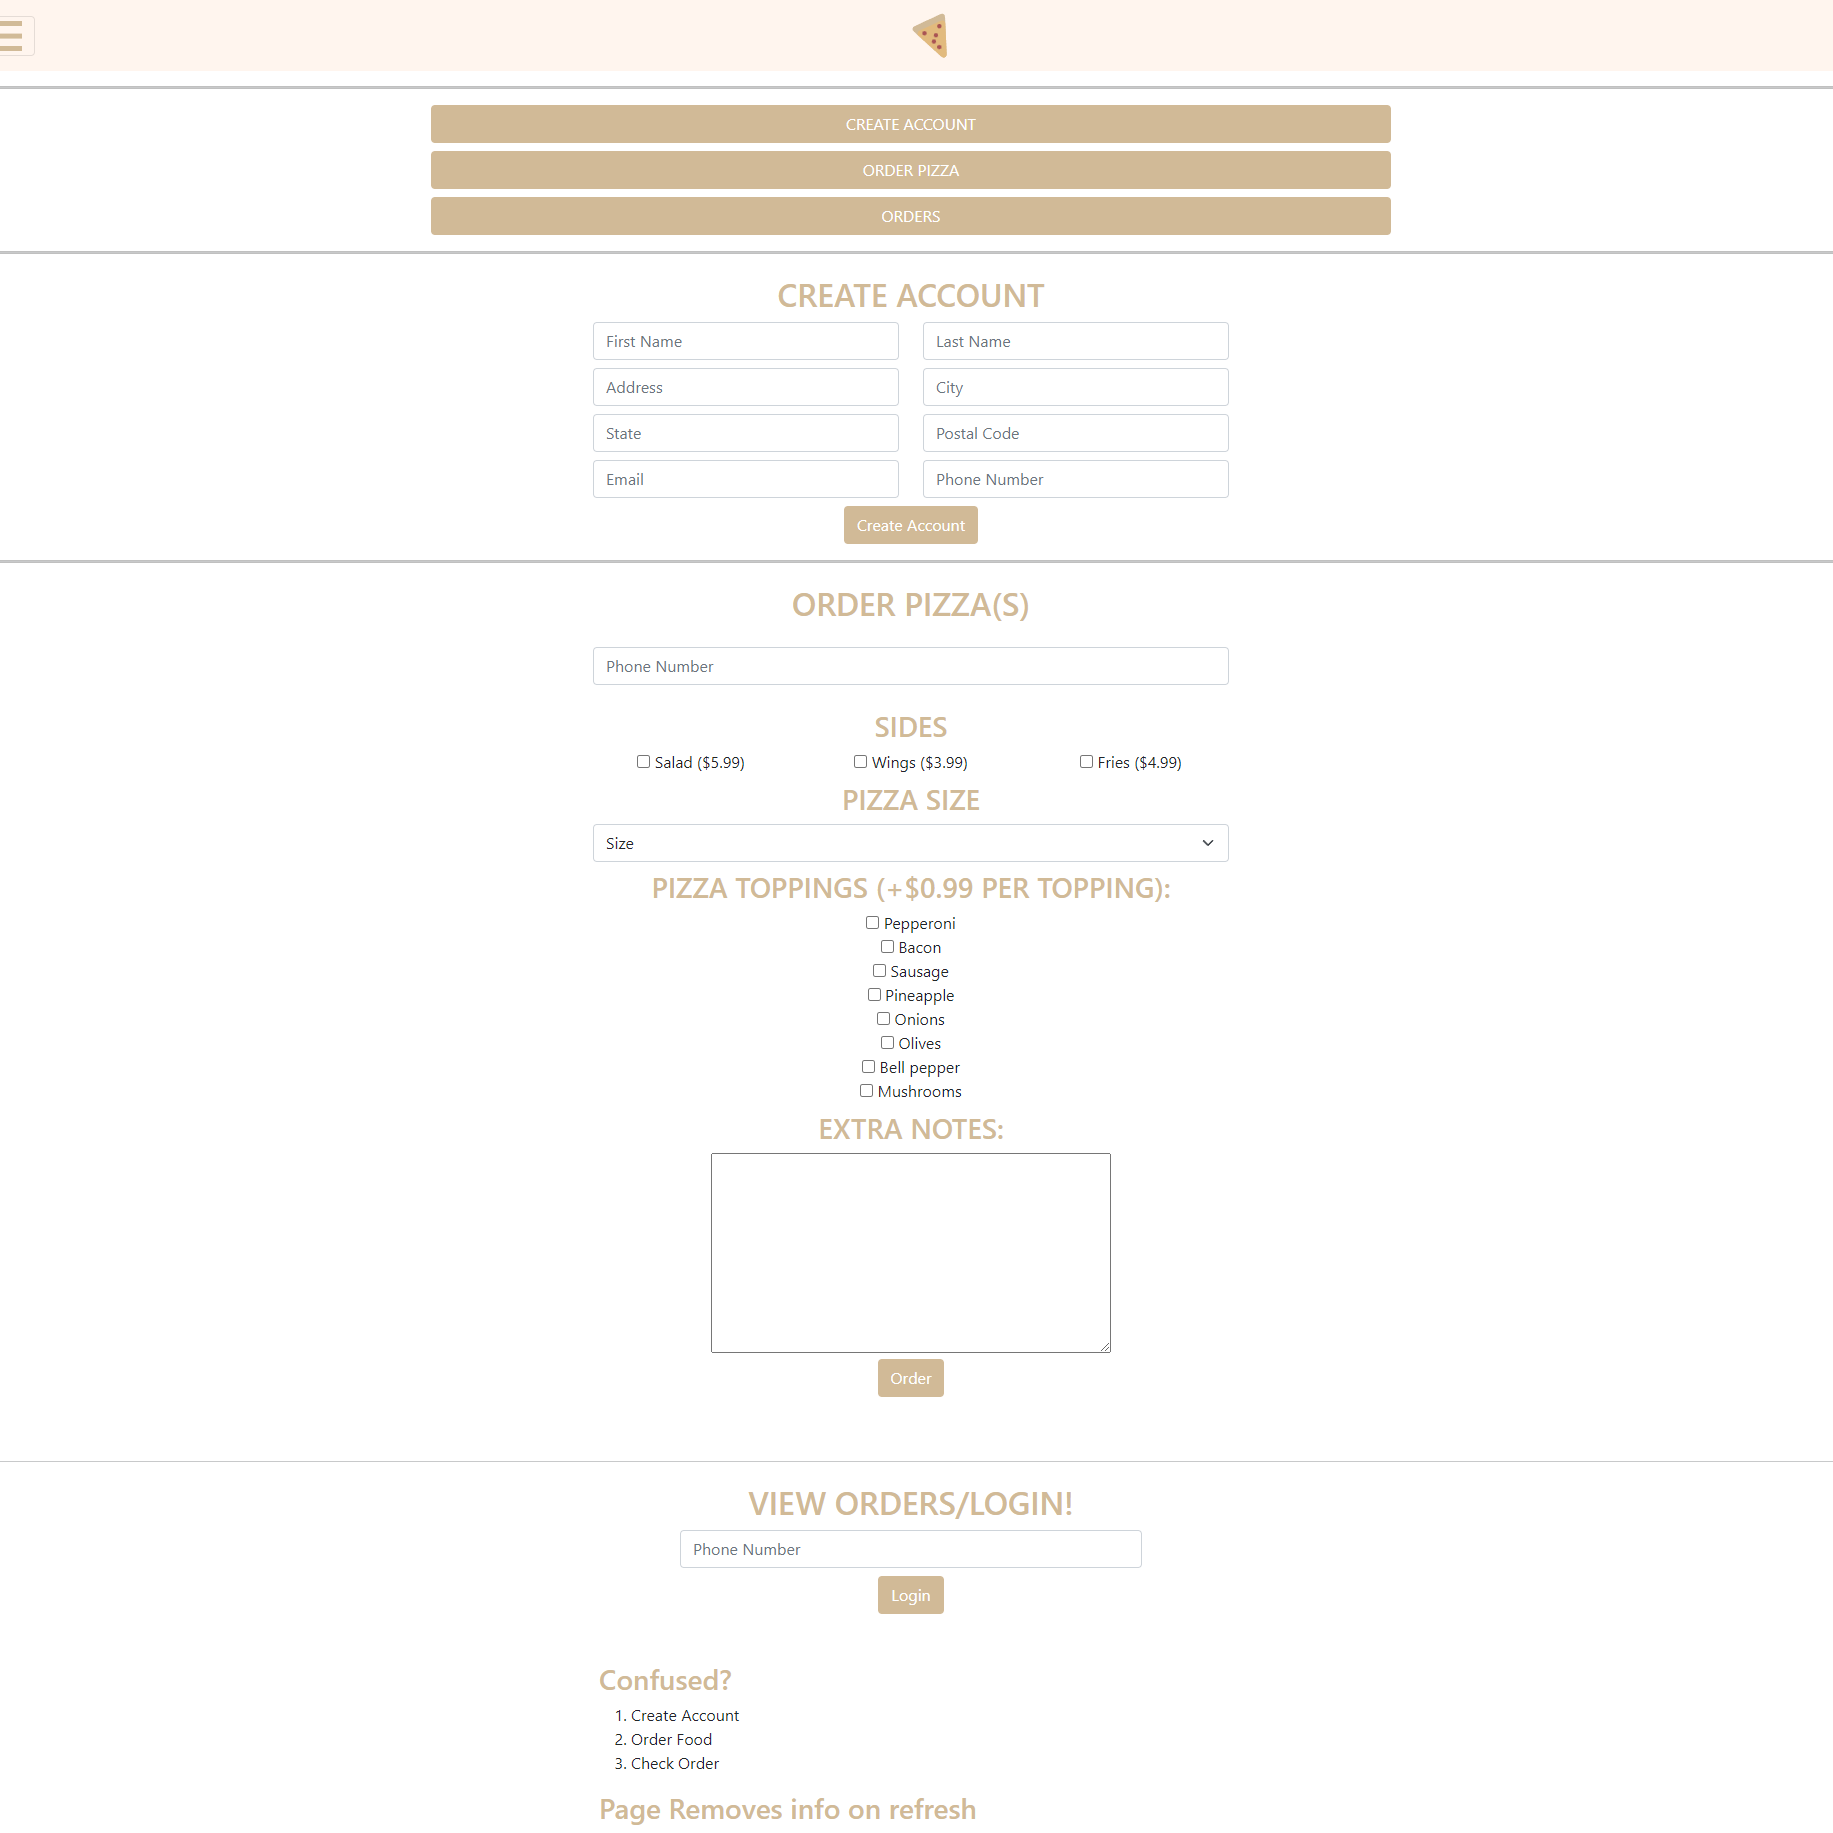 CREATE ACCOUNT
ORDER PIZZA
ORDERS
CREATE ACCOUNT
First Name Last Name
Address City
State Postal Code
Email Phone Number
Create Account
ORDER PIZZA(S)
Phone Number
SIDES
Salad ($5.99) Wings ($3.99) Fries ($4.99)
PIZZA SIZE
Size
PIZZA TOPPINGS (+$0.99 PER TOPPING):
Pepperoni
Bacon
Sausage
Pineapple
Onions
Olives
Bell pepper
Mushrooms
EXTRA NOTES:
Order
VIEW ORDERS/LOGIN!
Phone Number
Login
Confused?
1. Create Account
2. Order Food
3. Check Order
Page Removes info on refresh